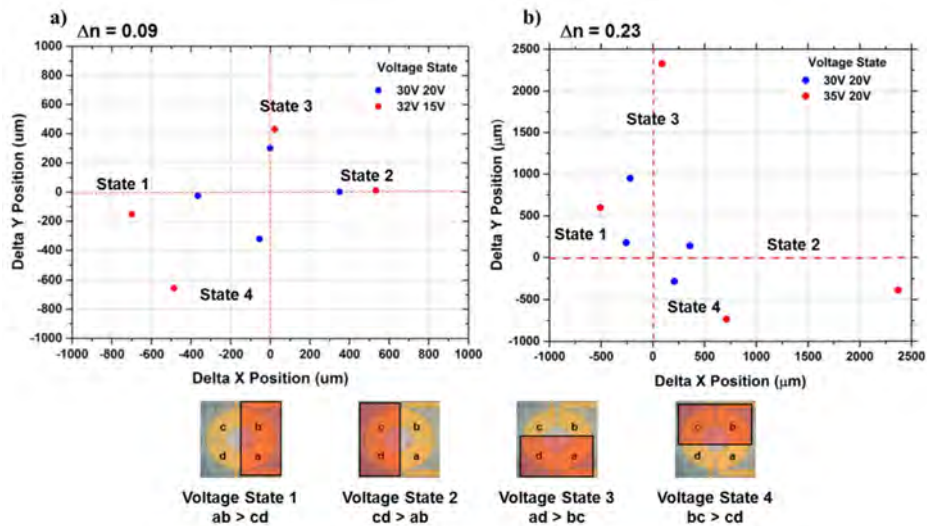 a)
Δn = 0.09
1000
800
600
400
200
0
-200
-400
-600
-800
-1000
-1000 -800 -600 -400 -200 0 200 400 600 800 1000
Delta Y Position (um)
Delta X Position (um)
Voltage State
30V 20V
32V 15V
State 3
State 1
State 2
State 4
b)
Δn = 0.23
2500
2000
1500
1000
500
0
-500
-1000
-1000 -500 0 500 1000 1500 2000 2500
Delta Y Position (μm)
Delta X Position (μm)
Voltage State
30V 20V
35V 20V
State 3
State 1
State 2
State 4
c b
d a
c b
d a
c b
d a
c b
d a
Voltage State 1
ab > cd
Voltage State 2
cd > ab
Voltage State 3
ad > bc
Voltage State 4
bc > cd